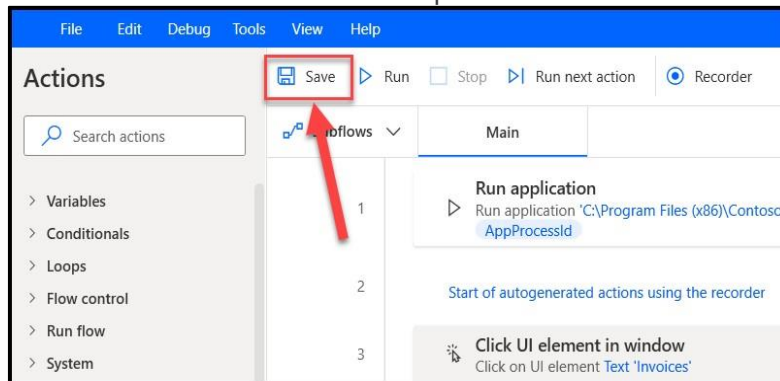 File Edit Debug Tools View Help
Actions
Save Run Stop Run next action Recorder
Search actions
Main
Variables
Conditionals
Loops
Flow control
Run flow
System
1
Run application
Run application 'C:\Program Files (x86)\Contoso
AppProcessId
2
Start of autogenerated actions using the recorder
3
Click UI element in window
Click on UI element Text 'Invoices'